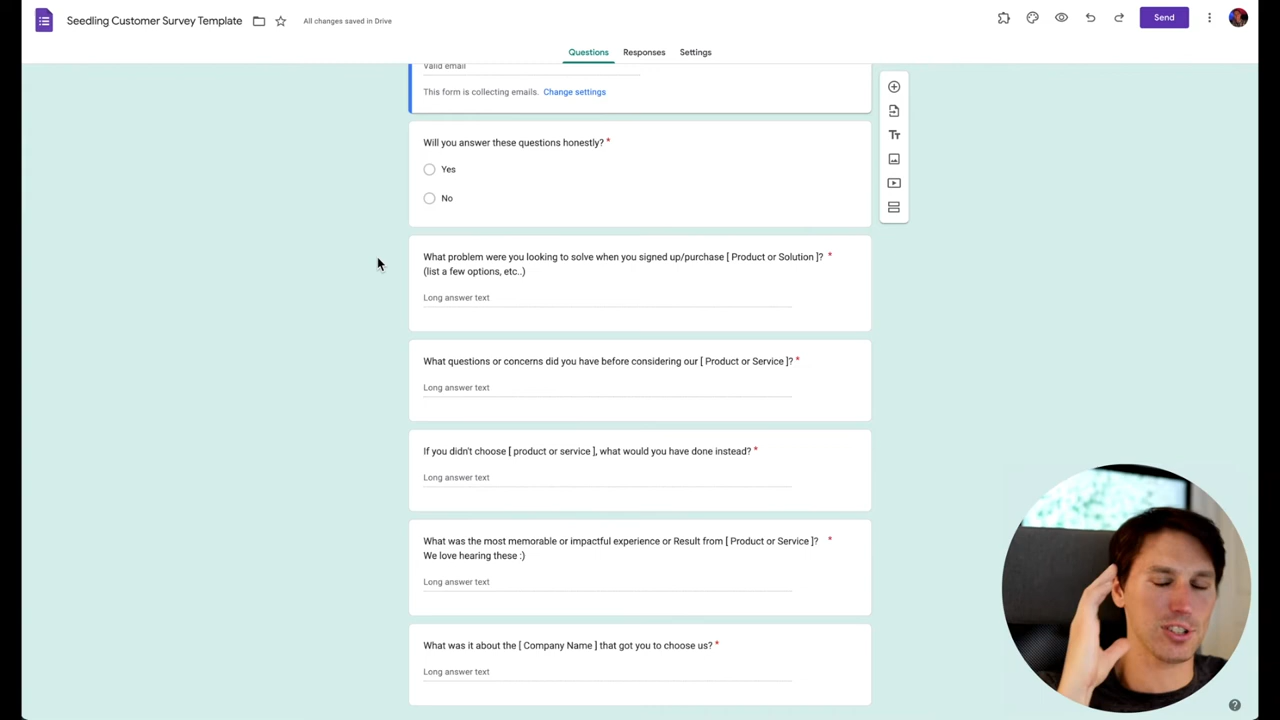 Seedling Customer Survey Template
All changes saved in Drive
Send
Questions
Responses
Settings
Valid email
This form is collecting emails. Change settings
Will you answer these questions honestly? *
Yes
No
What problem were you looking to solve when you signed up/purchase [ Product or Solution ]? *
(list a few options, etc..)
Long answer text
What questions or concerns did you have before considering our [ Product or Service ]? *
Long answer text
If you didn't choose [ product or service ], what would you have done instead? *
Long answer text
What was the most memorable or impactful experience or Result from [ Product or Service ]? *
We love hearing these :)
Long answer text
What was it about the [ Company Name ] that got you to choose us? *
Long answer text